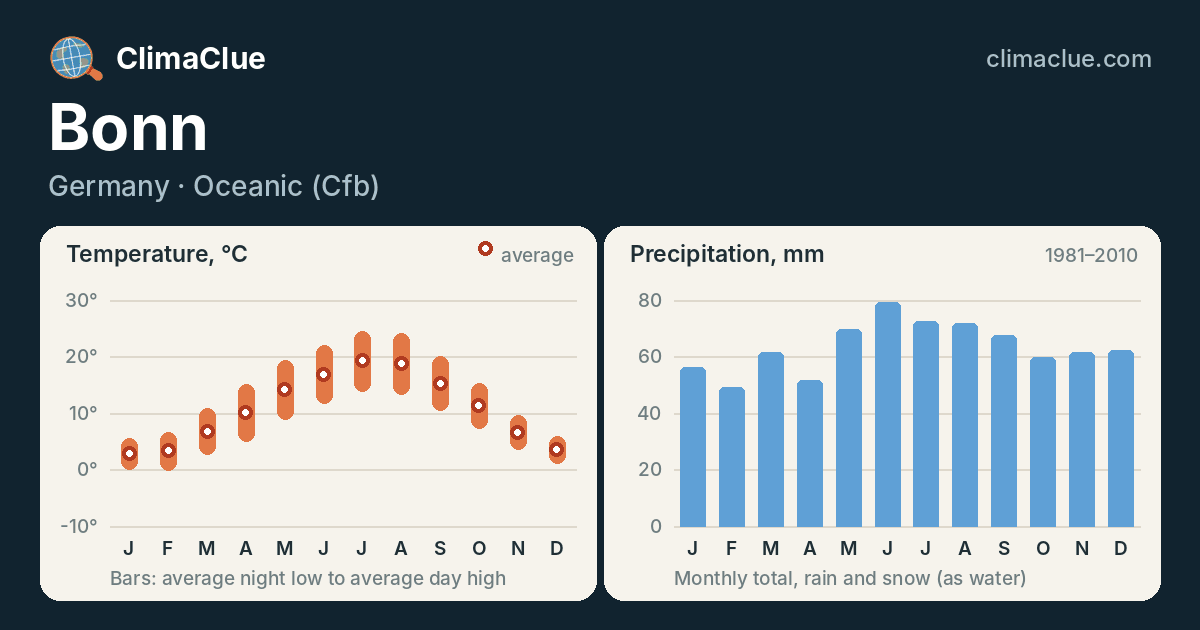 ClimaClue
climaclue.com
Bonn
Germany · Oceanic (Cfb)
Temperature, °C
average
30°
20°
10°
0°
-10°
J F M A M J J A S O N D
Bars: average night low to average day high
Precipitation, mm
1981–2010
80
60
40
20
0
J F M A M J J A S O N D
Monthly total, rain and snow (as water)